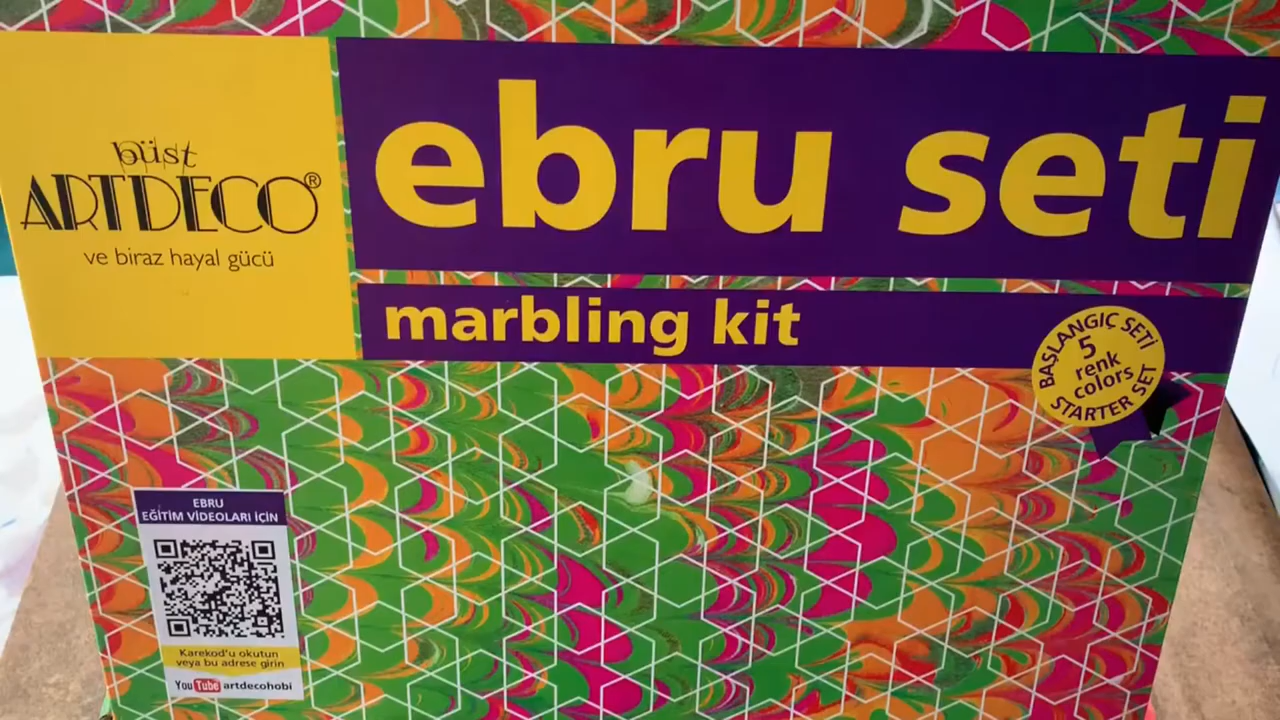 büst
ARTDECO®
ve biraz hayal gücü
ebru seti
marbling kit
BAŞLANGIÇ SETİ
5
renk
colors
STARTER SET
EBRU
EĞİTİM VİDEOLARI İÇİN
Karekod'u okutun
veya bu adrese girin
YouTube artdecohobi